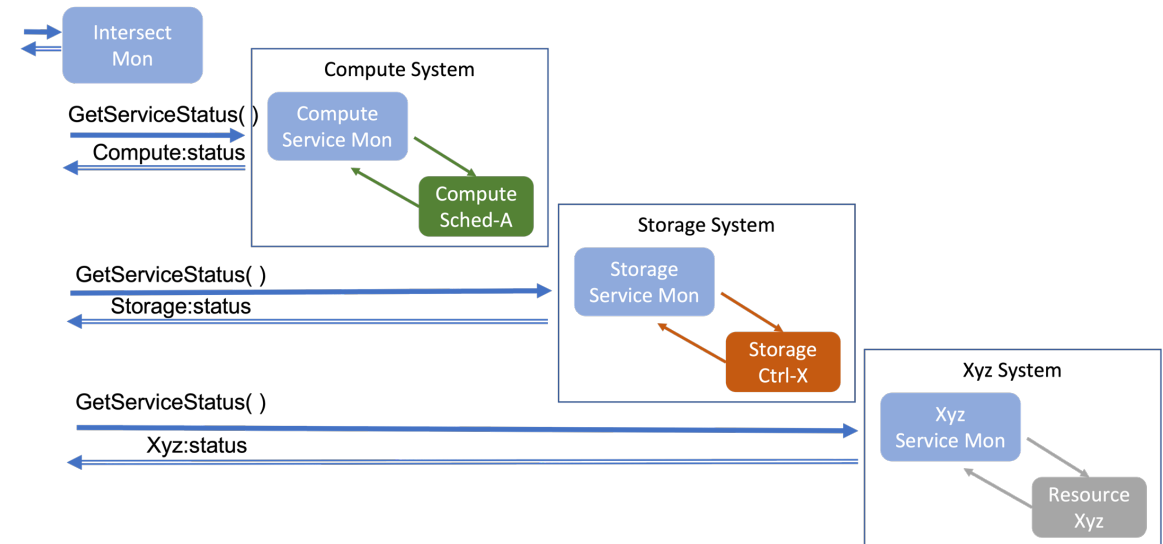 Intersect
Mon
Compute System
GetServiceStatus( )
Compute
Service Mon
Compute:status
Compute
Sched-A
Storage System
GetServiceStatus( )
Storage
Service Mon
Storage:status
Storage
Ctrl-X
Xyz System
GetServiceStatus( )
Xyz
Service Mon
Xyz:status
Resource
Xyz